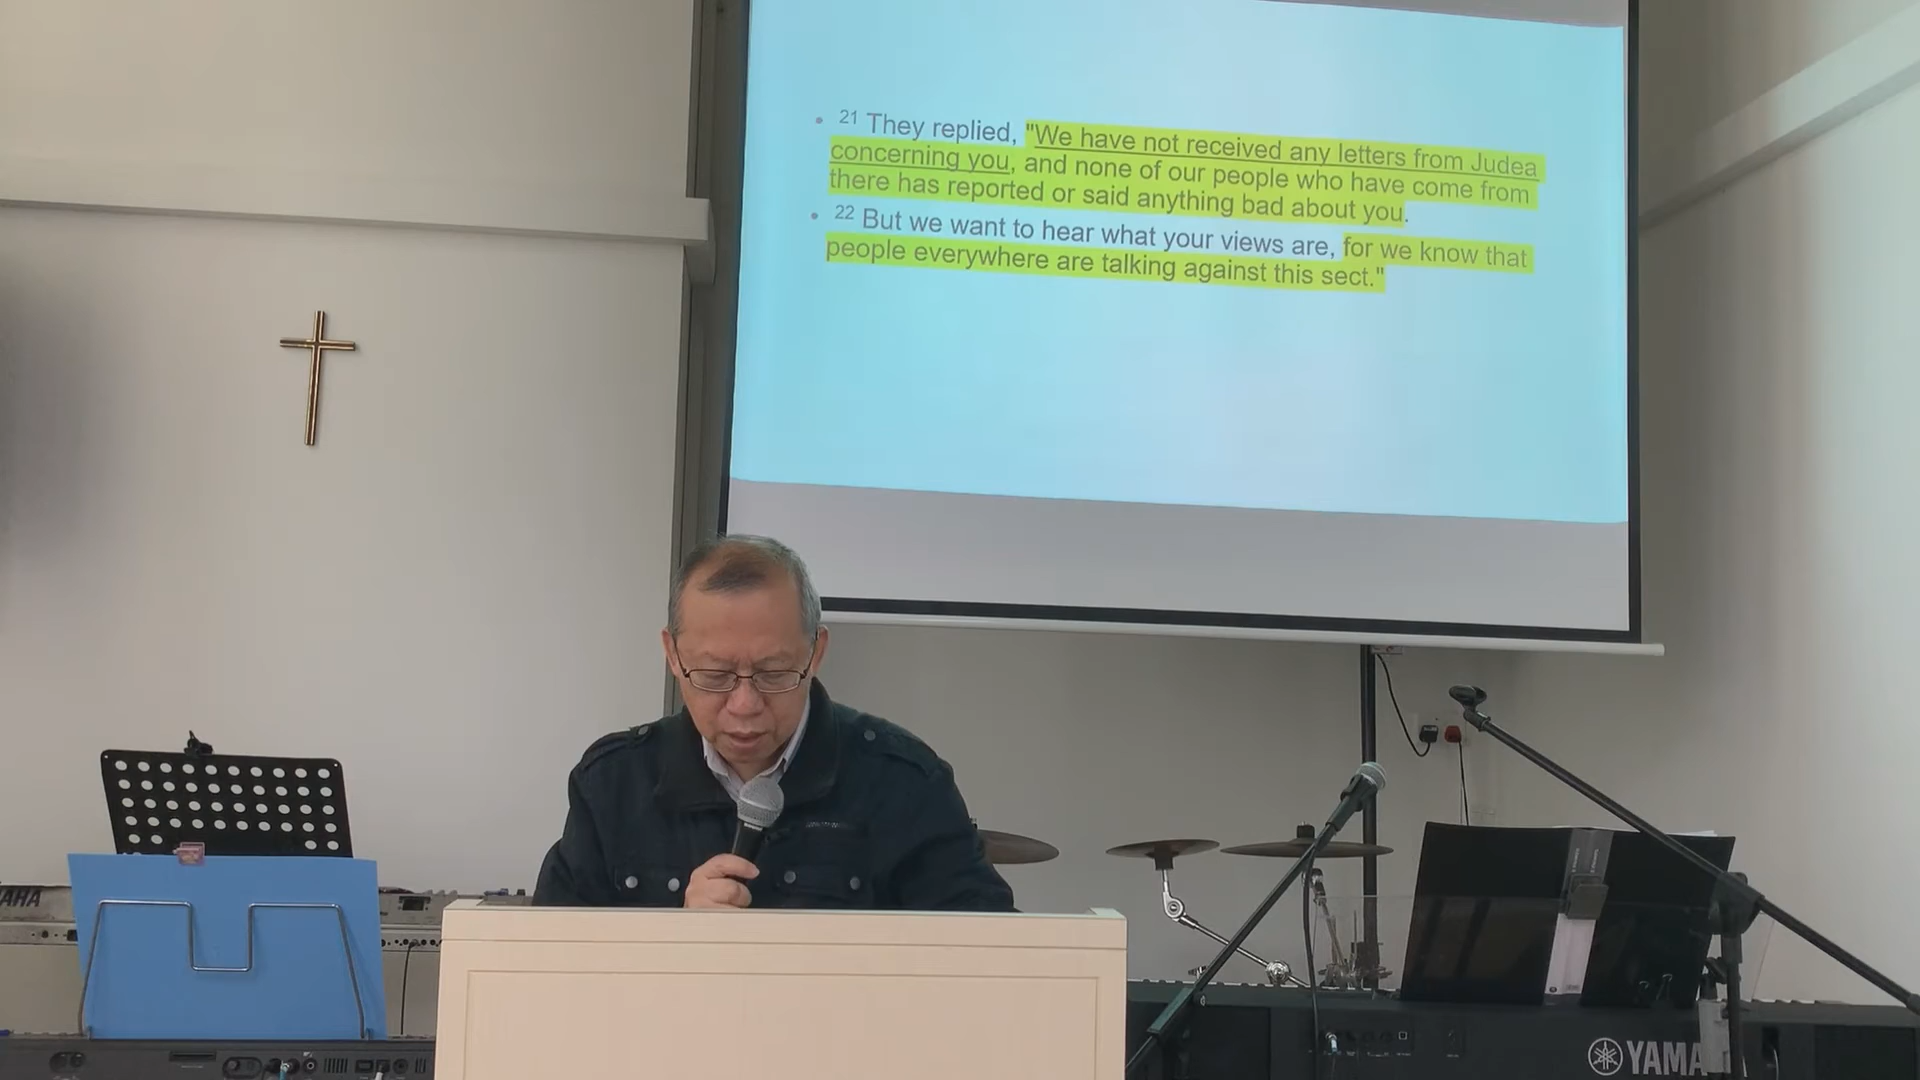 21 They replied, "We have not received any letters from Judea
concerning you, and none of our people who have come from
there has reported or said anything bad about you.
22 But we want to hear what your views are, for we know that
people everywhere are talking against this sect."
AHA
YAMA